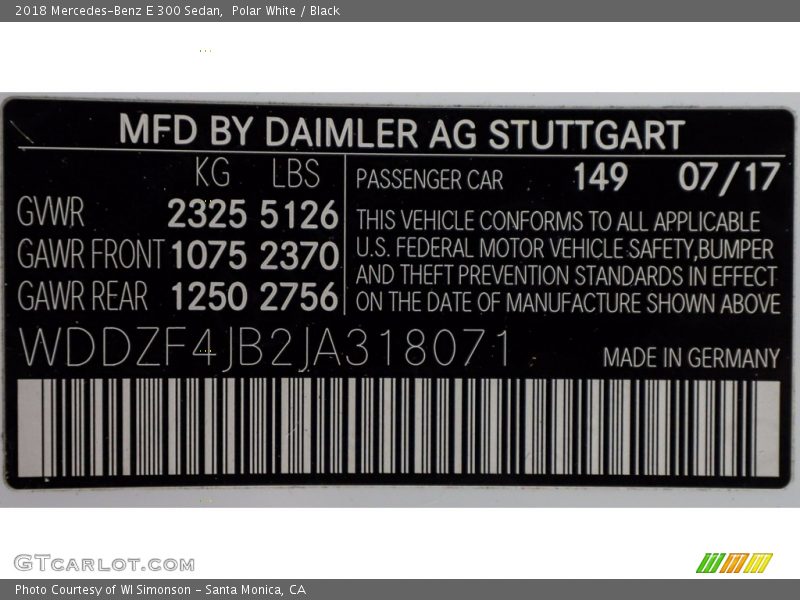 2018 Mercedes-Benz E 300 Sedan, Polar White / Black
MFD BY DAIMLER AG STUTTGART
KG LBS
GVWR 2325 5126
GAWR FRONT 1075 2370
GAWR REAR 1250 2756
PASSENGER CAR 149 07/17
THIS VEHICLE CONFORMS TO ALL APPLICABLE
U.S. FEDERAL MOTOR VEHICLE SAFETY,BUMPER
AND THEFT PREVENTION STANDARDS IN EFFECT
ON THE DATE OF MANUFACTURE SHOWN ABOVE
WDDZF4JB2JA318071
MADE IN GERMANY
GTCARLOT.COM
Photo Courtesy of WI Simonson - Santa Monica, CA